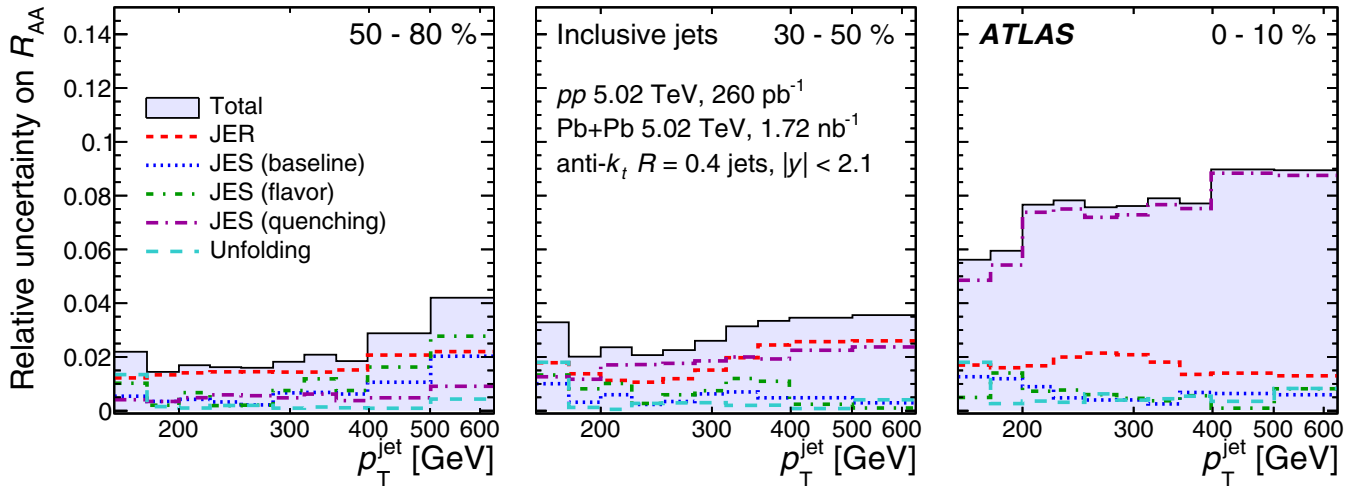 Relative uncertainty on R_AA
0.14
0.12
0.1
0.08
0.06
0.04
0.02
0
50 - 80 %
Total
JER
JES (baseline)
JES (flavor)
JES (quenching)
Unfolding
200 300 400 500 600
p_T^jet [GeV]
Inclusive jets 30 - 50 %
pp 5.02 TeV, 260 pb⁻¹
Pb+Pb 5.02 TeV, 1.72 nb⁻¹
anti-k_t R = 0.4 jets, |y| < 2.1
200 300 400 500 600
p_T^jet [GeV]
ATLAS 0 - 10 %
200 300 400 500 600
p_T^jet [GeV]